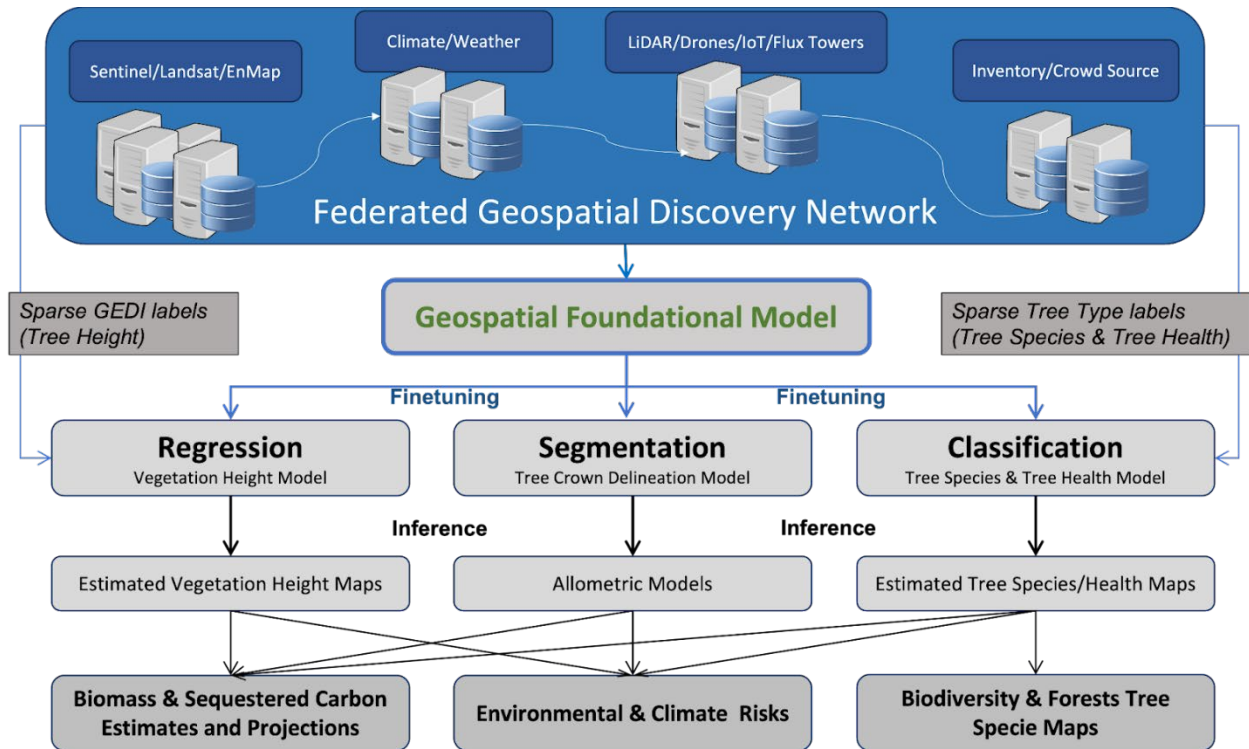 Sentinel/Landsat/EnMap
Climate/Weather
LiDAR/Drones/IoT/Flux Towers
Inventory/Crowd Source
Federated Geospatial Discovery Network
Sparse GEDI labels
(Tree Height)
Geospatial Foundational Model
Sparse Tree Type labels
(Tree Species & Tree Health)
Finetuning
Finetuning
Regression
Vegetation Height Model
Segmentation
Tree Crown Delineation Model
Classification
Tree Species & Tree Health Model
Inference
Inference
Estimated Vegetation Height Maps
Allometric Models
Estimated Tree Species/Health Maps
Biomass & Sequestered Carbon
Estimates and Projections
Environmental & Climate Risks
Biodiversity & Forests Tree
Specie Maps